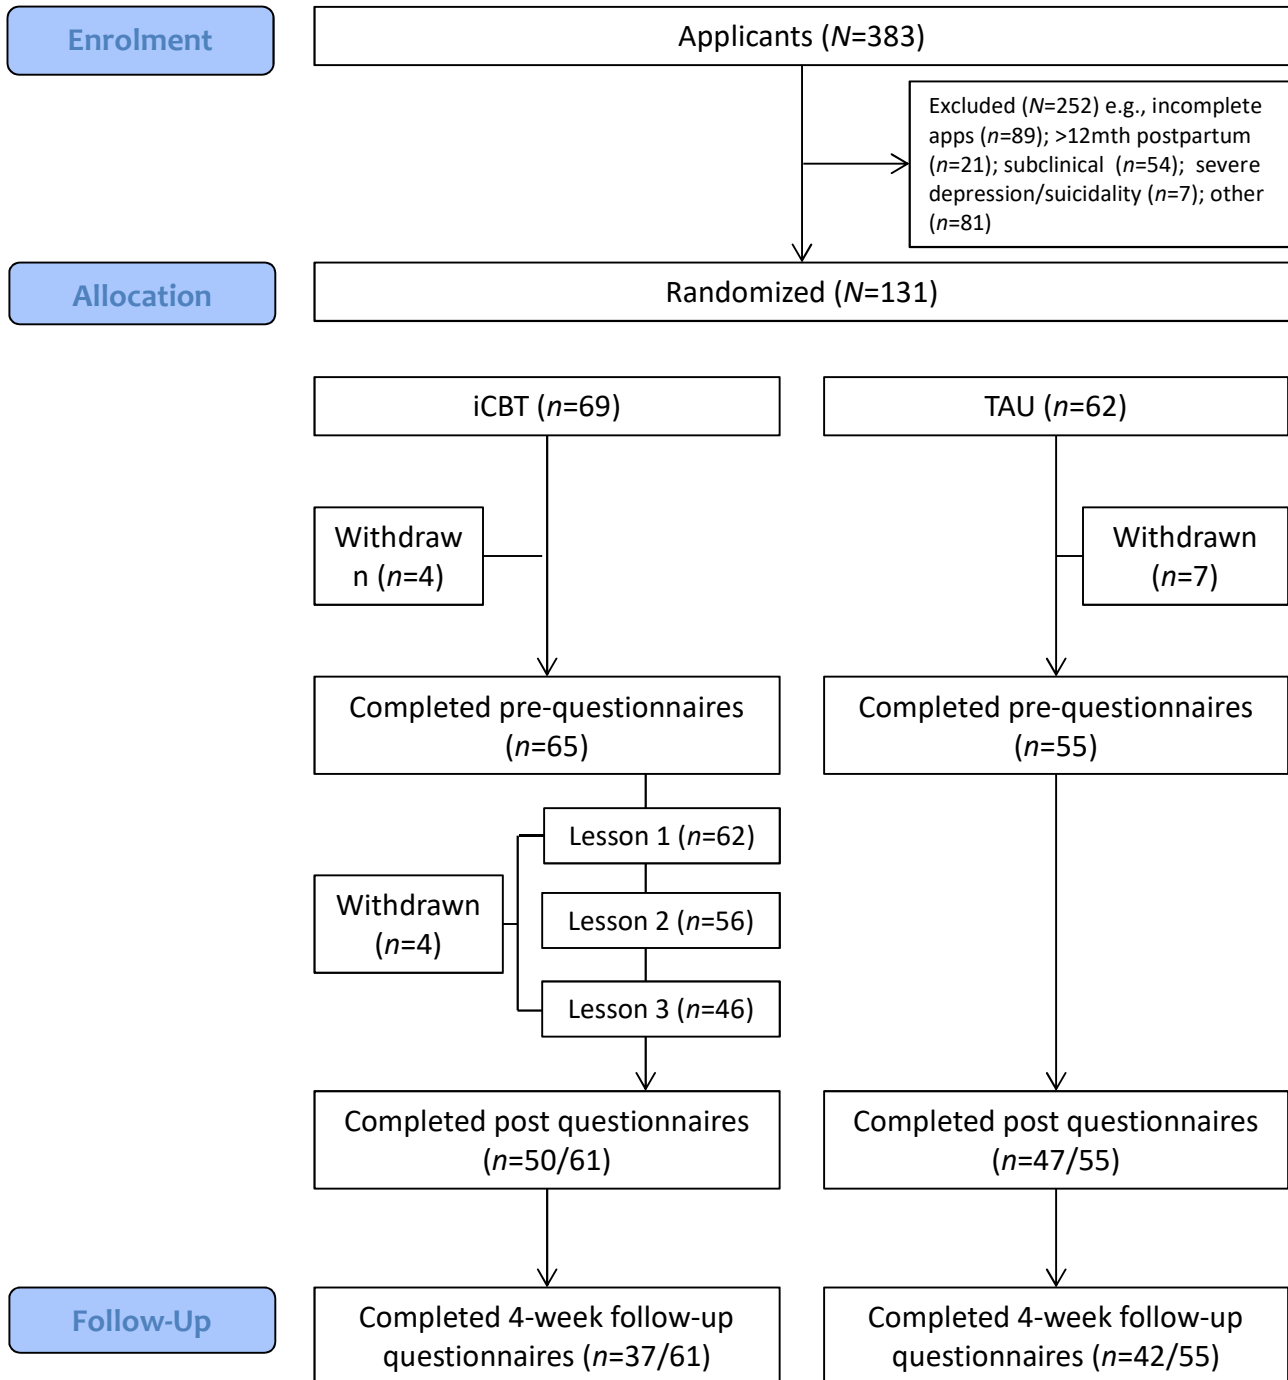 Enrolment
Applicants (N=383)
Excluded (N=252) e.g., incomplete
apps (n=89); >12mth postpartum
(n=21); subclinical (n=54); severe
depression/suicidality (n=7); other
(n=81)
Allocation
Randomized (N=131)
iCBT (n=69)
TAU (n=62)
Withdraw
n (n=4)
Withdrawn
(n=7)
Completed pre-questionnaires
(n=65)
Completed pre-questionnaires
(n=55)
Lesson 1 (n=62)
Withdrawn
(n=4)
Lesson 2 (n=56)
Lesson 3 (n=46)
Completed post questionnaires
(n=50/61)
Completed post questionnaires
(n=47/55)
Follow-Up
Completed 4-week follow-up
questionnaires (n=37/61)
Completed 4-week follow-up
questionnaires (n=42/55)